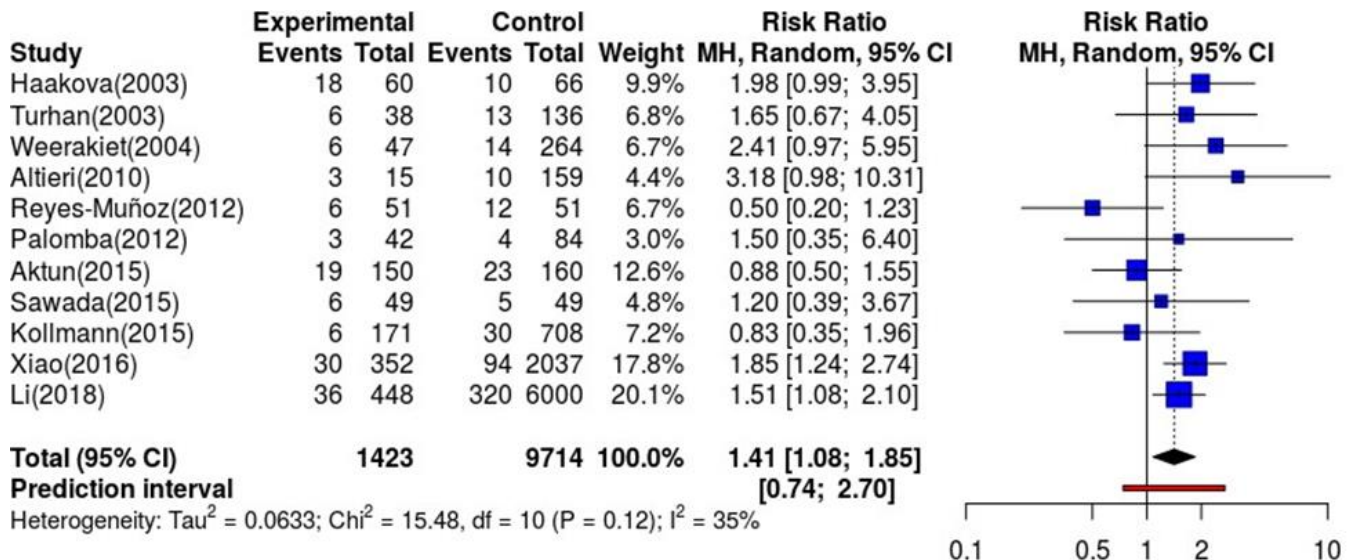 Experimental Control Risk Ratio Risk Ratio
Study Events Total Events Total Weight MH, Random, 95% CI MH, Random, 95% CI
Haakova(2003) 18 60 10 66 9.9% 1.98 [0.99; 3.95]
Turhan(2003) 6 38 13 136 6.8% 1.65 [0.67; 4.05]
Weerakiet(2004) 6 47 14 264 6.7% 2.41 [0.97; 5.95]
Altieri(2010) 3 15 10 159 4.4% 3.18 [0.98; 10.31]
Reyes-Muñoz(2012) 6 51 12 51 6.7% 0.50 [0.20; 1.23]
Palomba(2012) 3 42 4 84 3.0% 1.50 [0.35; 6.40]
Aktun(2015) 19 150 23 160 12.6% 0.88 [0.50; 1.55]
Sawada(2015) 6 49 5 49 4.8% 1.20 [0.39; 3.67]
Kollmann(2015) 6 171 30 708 7.2% 0.83 [0.35; 1.96]
Xiao(2016) 30 352 94 2037 17.8% 1.85 [1.24; 2.74]
Li(2018) 36 448 320 6000 20.1% 1.51 [1.08; 2.10]
Total (95% CI) 1423 9714 100.0% 1.41 [1.08; 1.85]
Prediction interval [0.74; 2.70]
Heterogeneity: Tau² = 0.0633; Chi² = 15.48, df = 10 (P = 0.12); I² = 35%
0.1 0.5 1 2 10